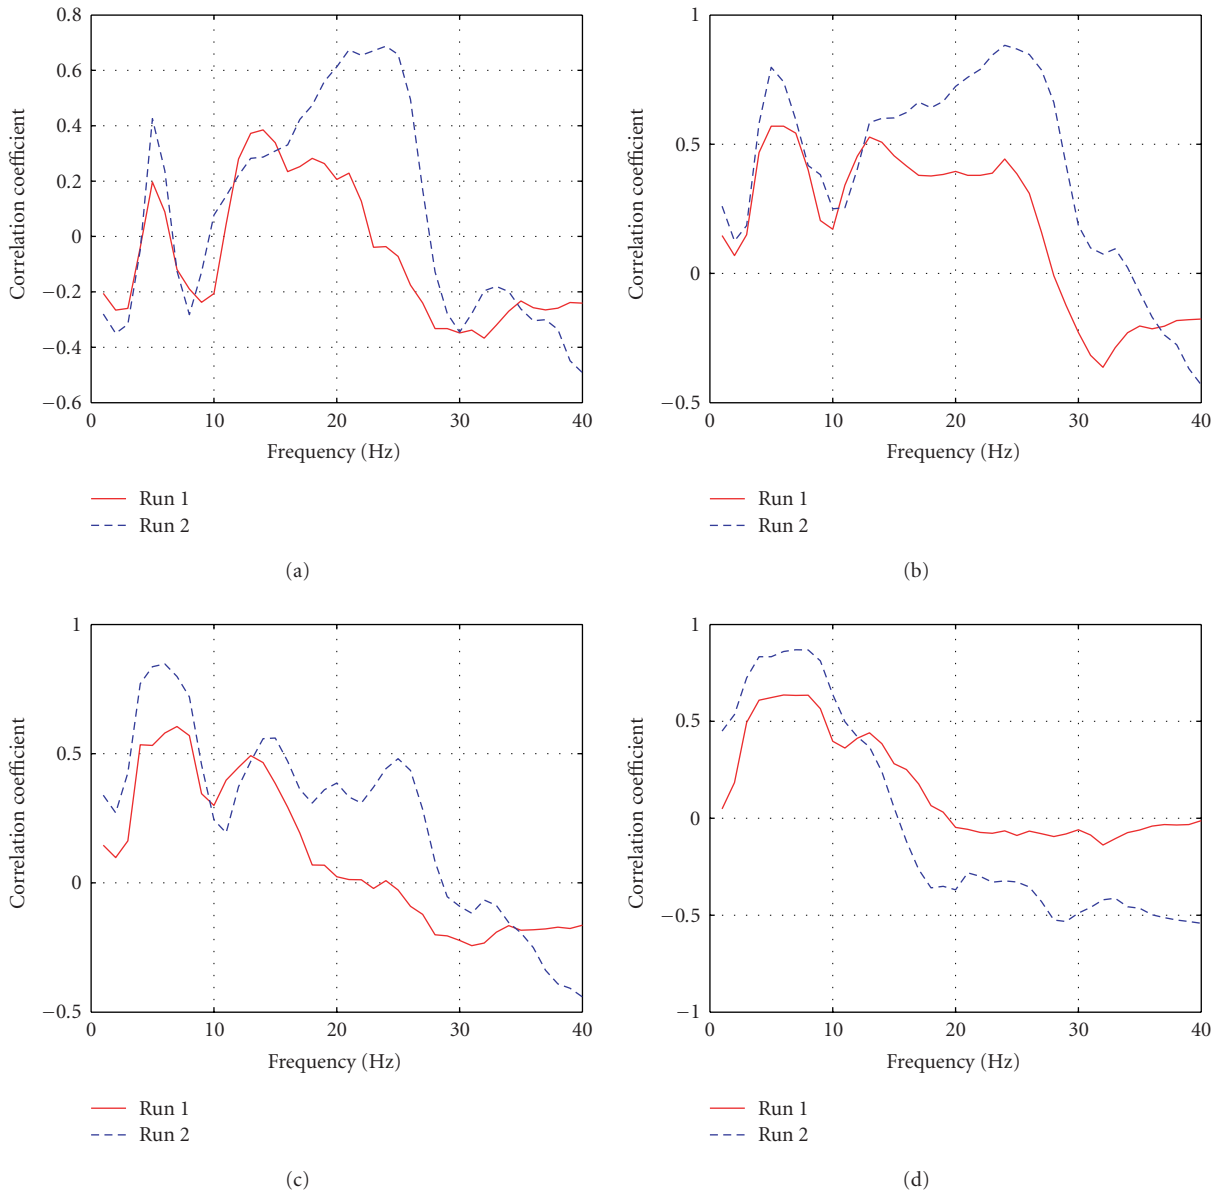 0.8
0.6
0.4
0.2
0
−0.2
−0.4
−0.6
Correlation coefficient
0 10 20 30 40
Frequency (Hz)
Run 1
Run 2
(a)
1
0.5
0
−0.5
Correlation coefficient
0 10 20 30 40
Frequency (Hz)
Run 1
Run 2
(b)
1
0.5
0
−0.5
Correlation coefficient
0 10 20 30 40
Frequency (Hz)
Run 1
Run 2
(c)
1
0.5
0
−0.5
−1
Correlation coefficient
0 10 20 30 40
Frequency (Hz)
Run 1
Run 2
(d)